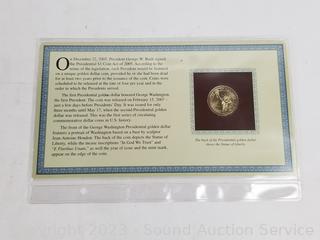 On December 22, 2005, President George W. Bush signed
the Presidential $1 Coin Act of 2005. According to the
terms of the legislation, each President would be honored
on a unique golden dollar coin, provided he or she had been dead
for at least two years prior to the issuance of the coin. Coins were
scheduled to be released at the rate of four per year and in the
order in which the Presidents served.
The first Presidential golden dollar honored George Washington,
the first President. The coin was released on February 15, 2007 –
just a few days before Presidents' Day. It was issued for only
three months until May 17, when the second Presidential golden
dollar was released. This was the first series of circulating
commemorative dollar coins in U.S. history.
The front of the George Washington Presidential golden dollar
features a portrait of Washington based on a bust by sculptor
Jean Antoine Houdon. The back of the coin depicts the Statue of
Liberty, while the incuse inscriptions "In God We Trust" and
"E Pluribus Unum," as well the year of issue and the mint mark,
appear on the edge of the coin.
The back of the Presidential golden dollar
shows the Statue of Liberty.
Copyright 2023 - Sound Auction Service